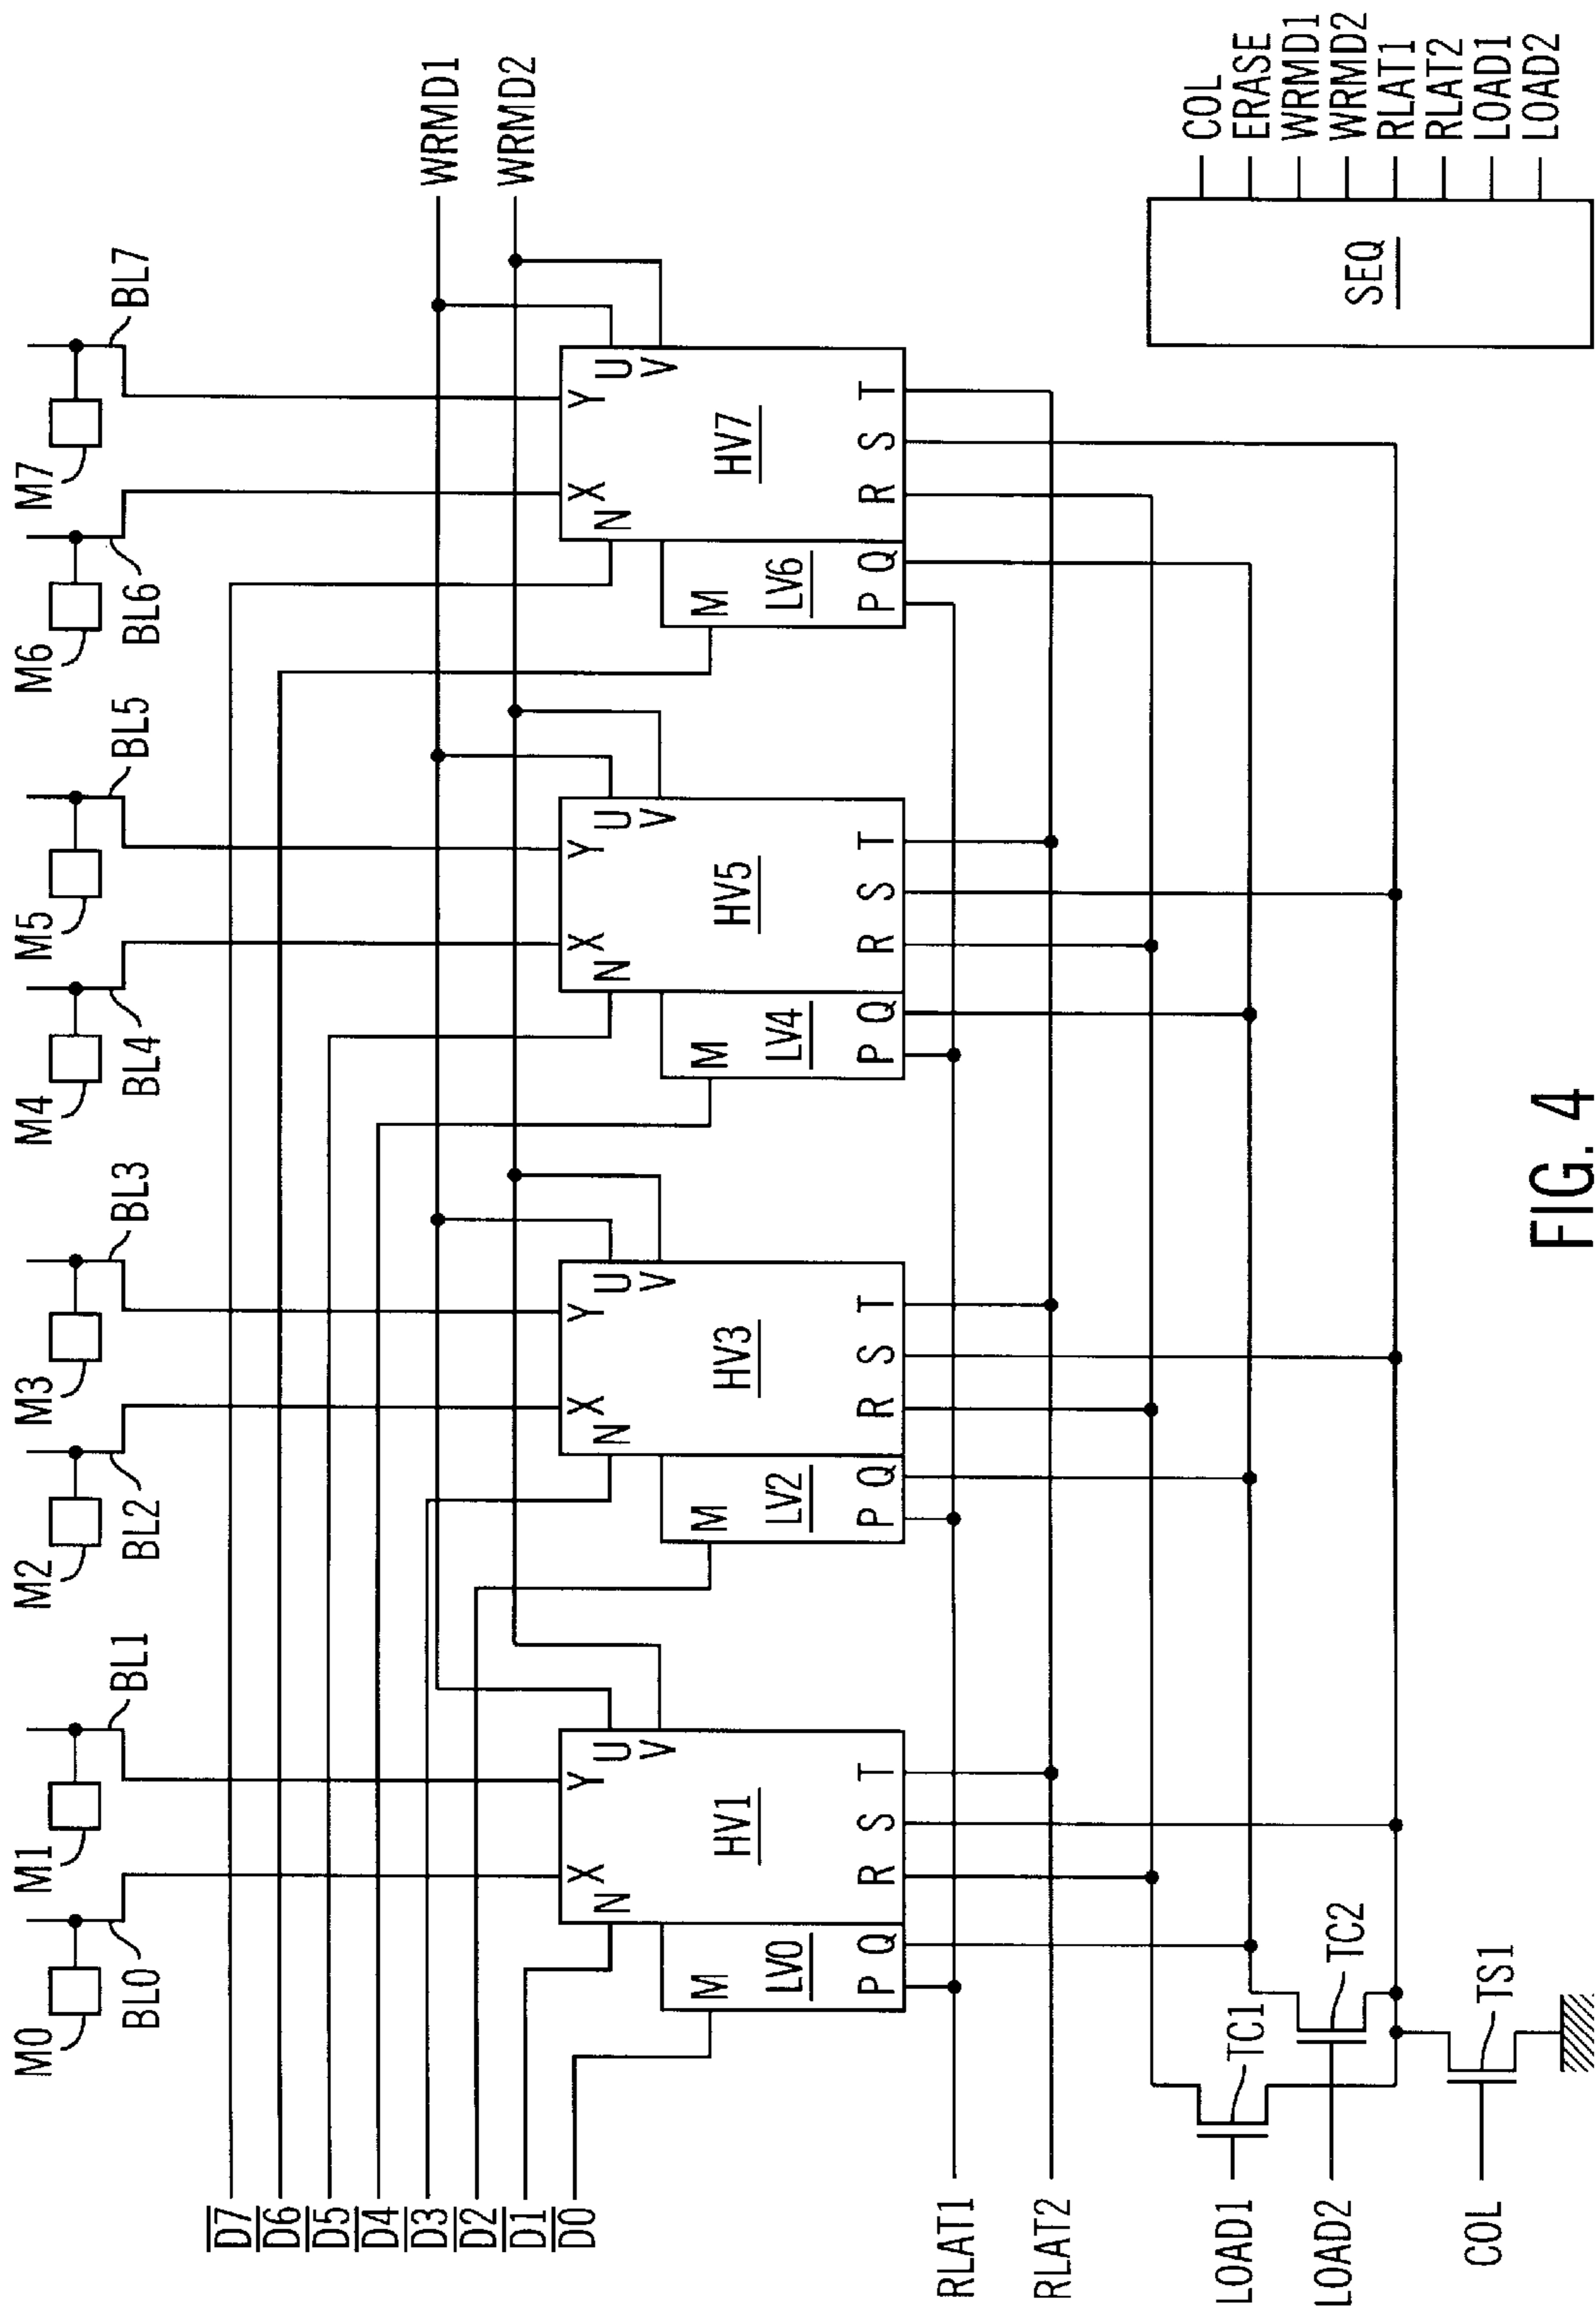 M0 M1 M2 M3 M4 M5 M6 M7
BL0 BL1 BL2 BL3 BL4 BL5 BL6 BL7
D7
D6
D5
D4
D3
D2
D1
D0
WRMD1
WRMD2
N X Y U V
N X Y U V
N X Y U V
N X Y U V
M LV0 HV1
M LV2 HV3
M LV4 HV5
M LV6 HV7
P Q R S T
P Q R S T
P Q R S T
P Q R S T
RLAT1
RLAT2
LOAD1 TC1
LOAD2 TC2
COL TS1
SEQ
COL
ERASE
WRMD1
WRMD2
RLAT1
RLAT2
LOAD1
LOAD2
FIG. 4